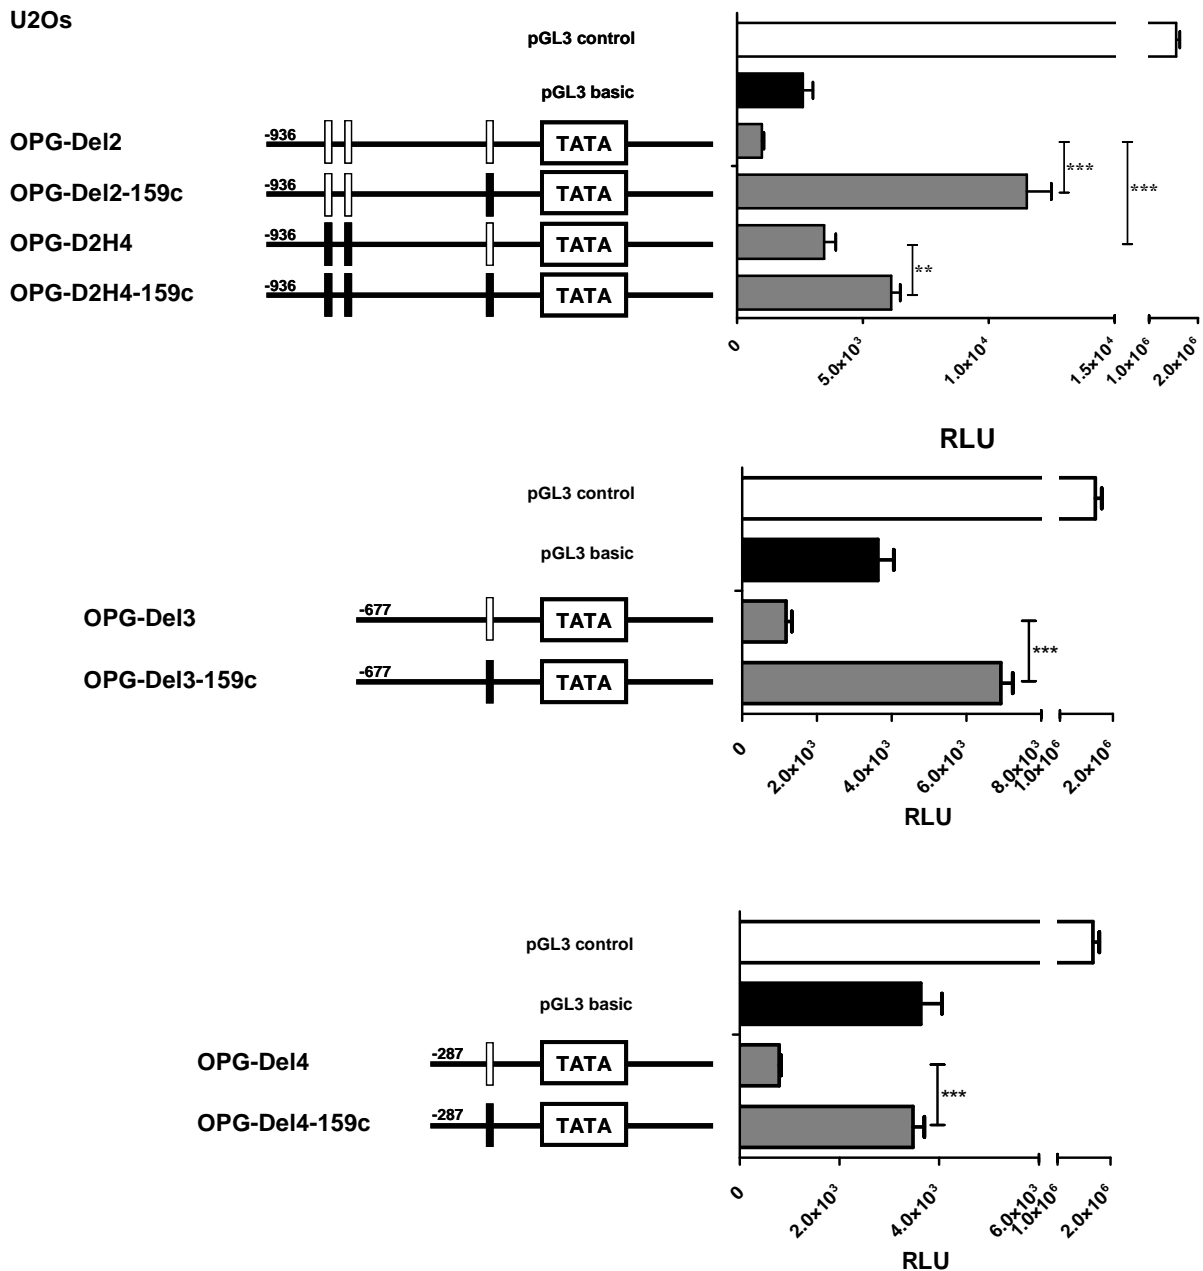 U2Os
pGL3 control
pGL3 basic
OPG-Del2 -936 TATA
OPG-Del2-159c -936 TATA
***
***
OPG-D2H4 -936 TATA
**
OPG-D2H4-159c -936 TATA
0 5.0×10³ 1.0×10⁴ 1.5×10⁴ 1.0×10⁶ 2.0×10⁶
RLU
pGL3 control
pGL3 basic
OPG-Del3 -677 TATA
***
OPG-Del3-159c -677 TATA
0 2.0×10³ 4.0×10³ 6.0×10³ 8.0×10³ 1.0×10⁶ 2.0×10⁶
RLU
pGL3 control
pGL3 basic
OPG-Del4 -287 TATA
***
OPG-Del4-159c -287 TATA
0 2.0×10³ 4.0×10³ 6.0×10³ 1.0×10⁶ 2.0×10⁶
RLU